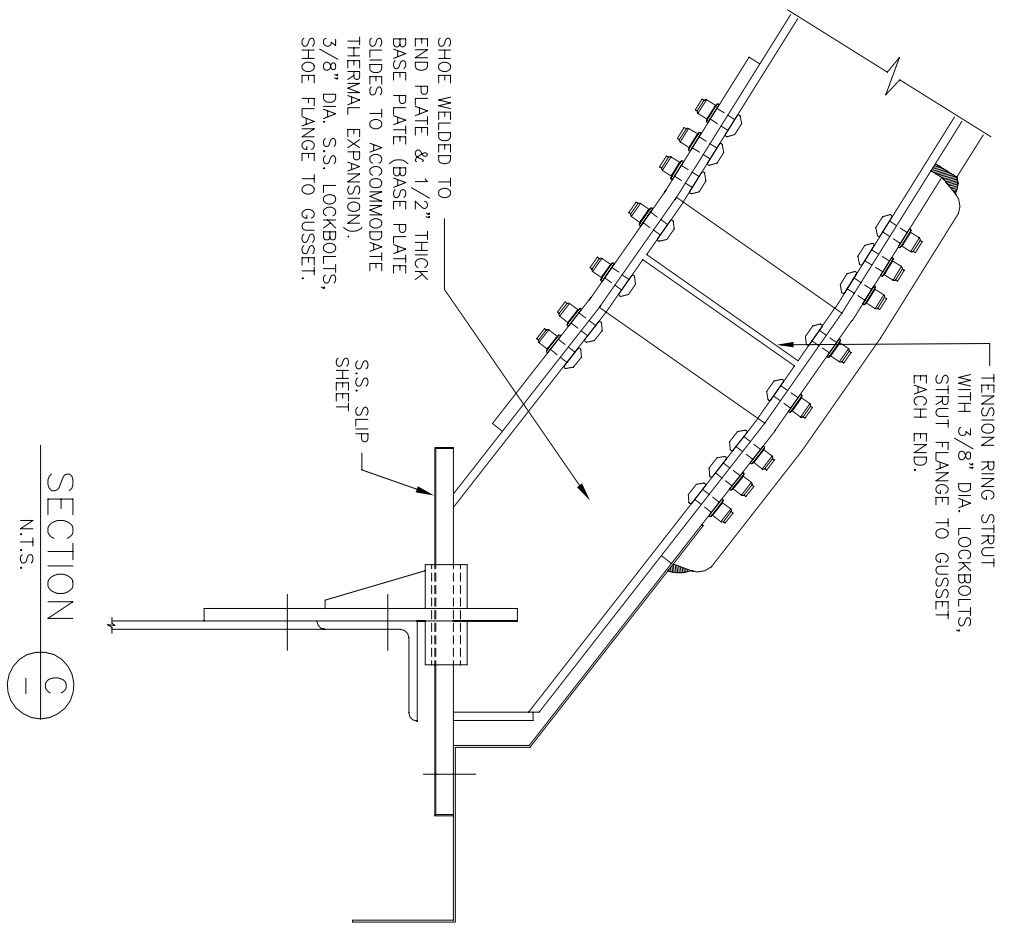 TENSION RING STRUT
WITH 3/8" DIA. LOCKBOLTS,
STRUT FLANGE TO GUSSET
EACH END.
SHOE WELDED TO
END PLATE & 1/2" THICK
BASE PLATE (BASE PLATE
SLIDES TO ACCOMMODATE
THERMAL EXPANSION).
3/8" DIA. S.S. LOCKBOLTS,
SHOE FLANGE TO GUSSET.
S.S. SLIP
SHEET
SECTION
N.T.S.
C
-